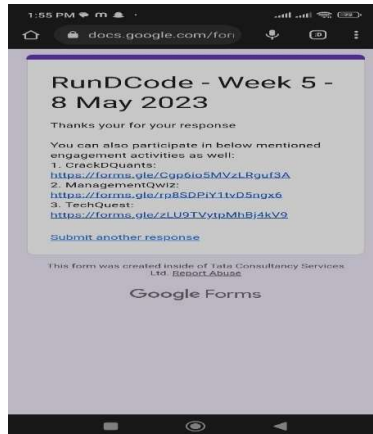 1:55 PM
docs.google.com/forr
RunDCode - Week 5 -
8 May 2023
Thanks your for your response
You can also participate in below mentioned
engagement activities as well:
1. CrackDQuants:
https://forms.gle/Cgp6io5MVzLRguf3A
2. ManagementQwiz:
https://forms.gle/rp8SDPiY1tvD5ngx6
3. TechQuest:
https://forms.gle/zLU9TVytpMhBj4kV9
Submit another response
This form was created inside of Tata Consultancy Services
Ltd. Report Abuse
Google Forms